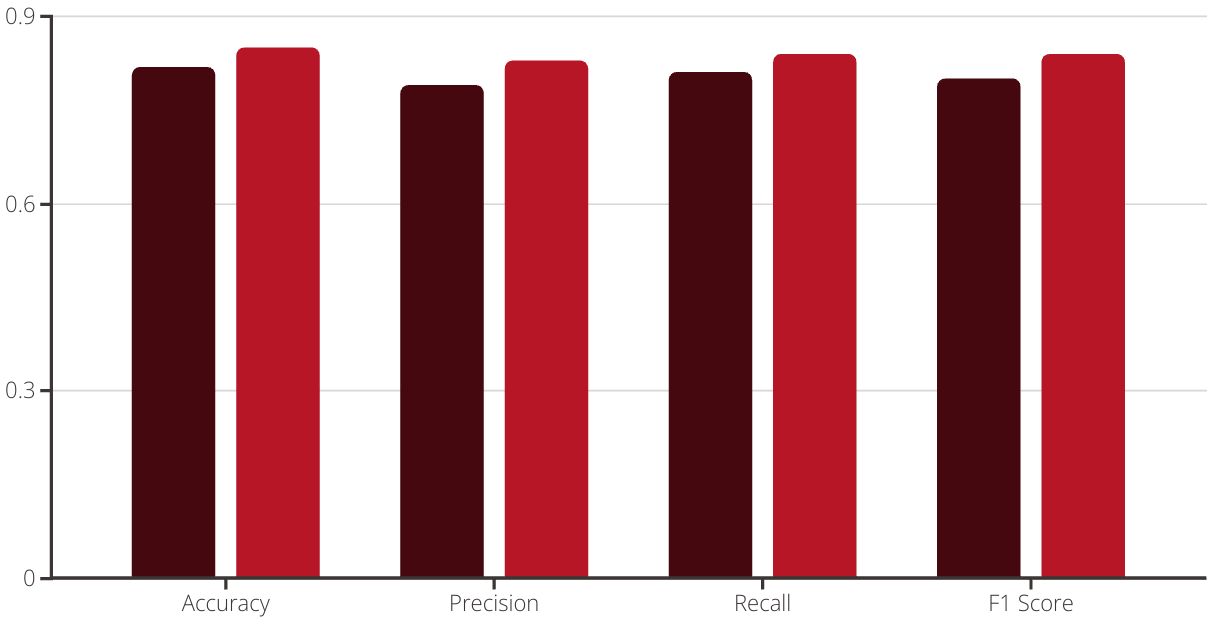 0.9
0.6
0.3
0
Accuracy
Precision
Recall
F1 Score